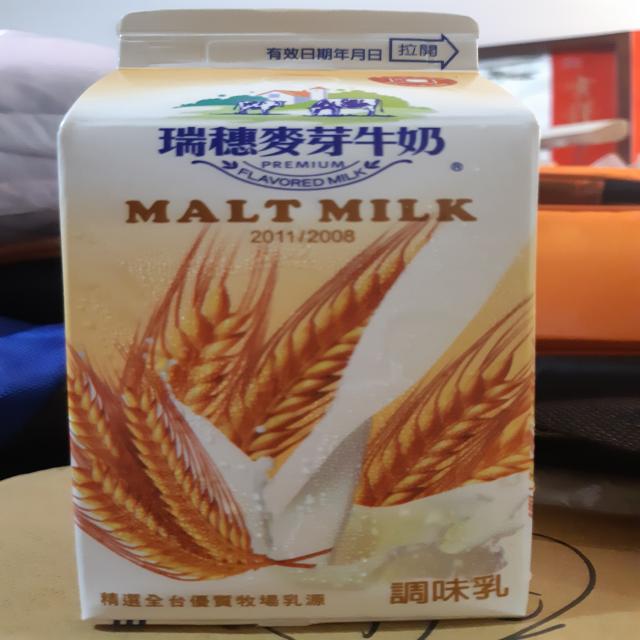 有效日期年月日 拉開
瑞穗麥芽牛奶
PREMIUM
FLAVORED MILK
®
MALT MILK
2011/2008
精選全台優質牧場乳源
調味乳